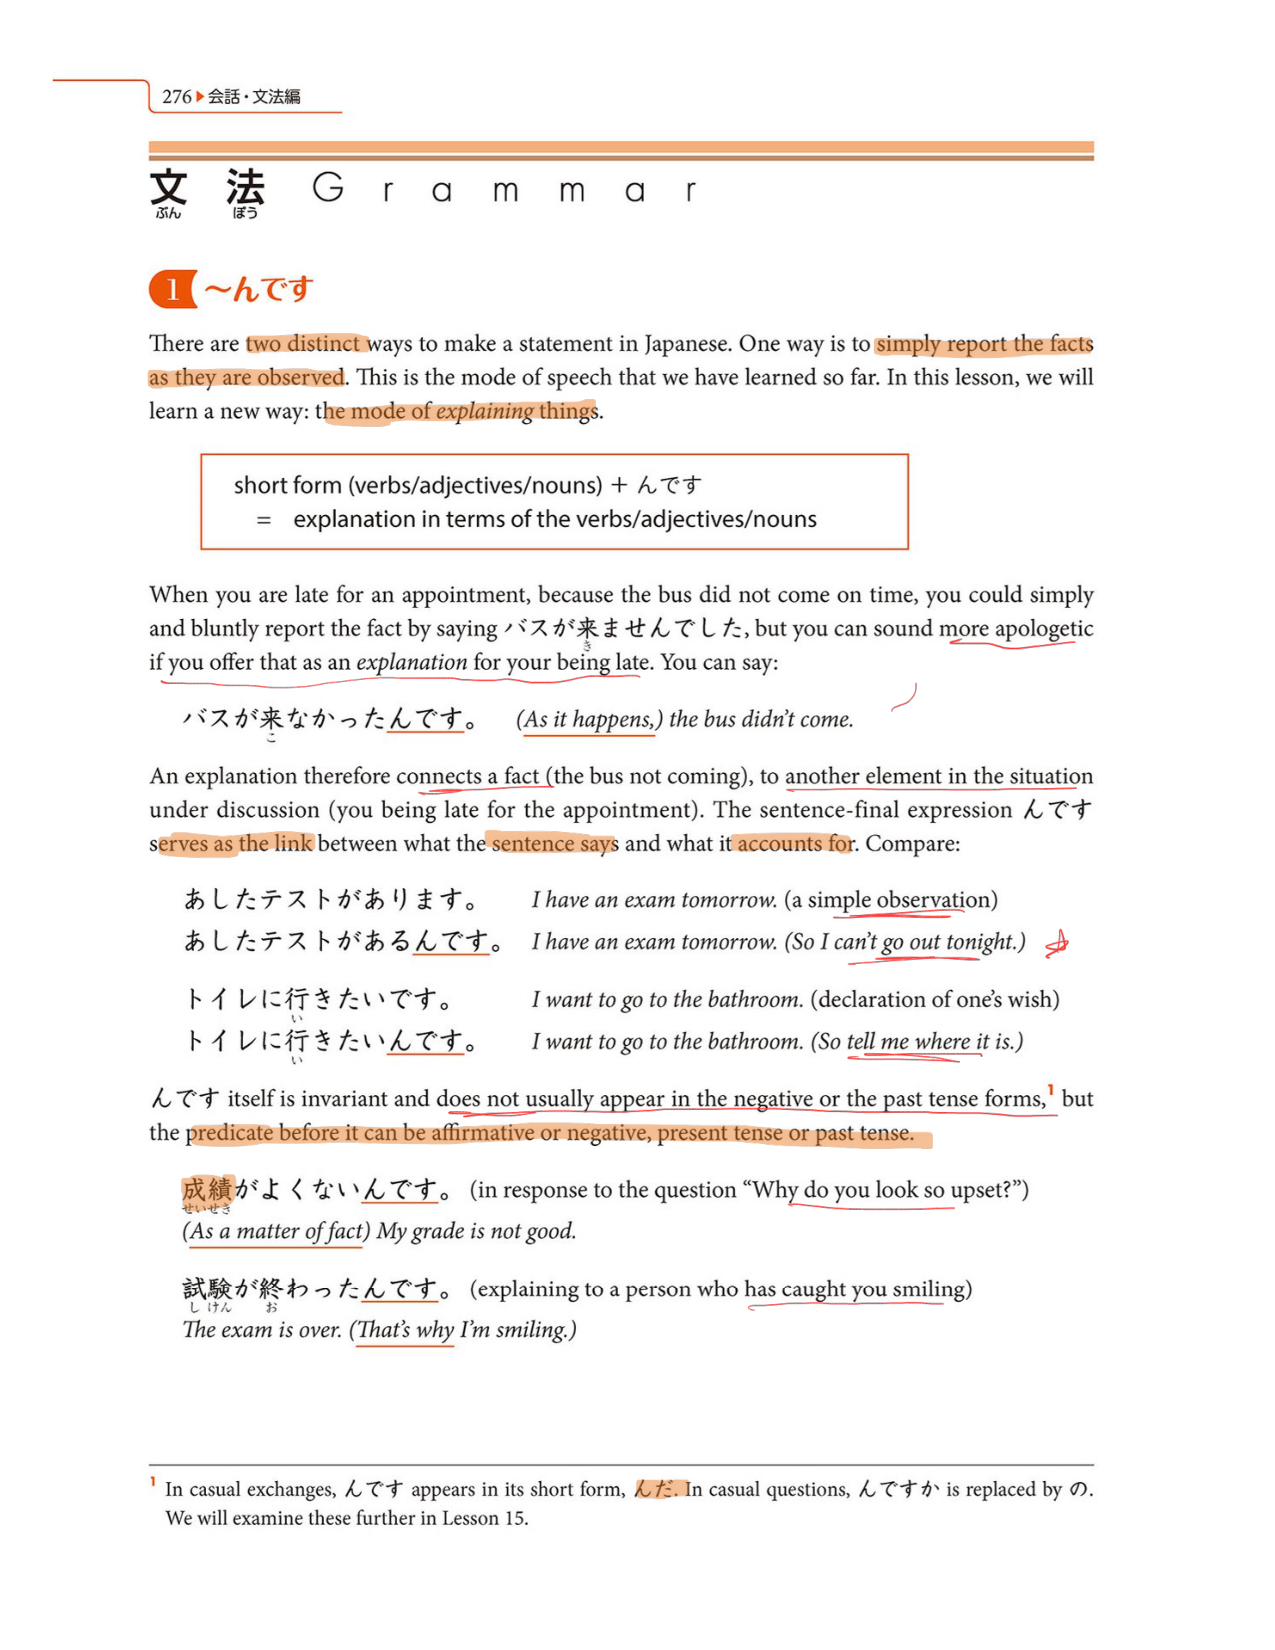 276 ▶ 会話・文法編
文法 Grammar
ぶん ぽう
1 〜んです
There are two distinct ways to make a statement in Japanese. One way is to simply report the facts
as they are observed. This is the mode of speech that we have learned so far. In this lesson, we will
learn a new way: the mode of explaining things.
short form (verbs/adjectives/nouns) + んです
= explanation in terms of the verbs/adjectives/nouns
When you are late for an appointment, because the bus did not come on time, you could simply
and bluntly report the fact by saying バスが来ませんでした, but you can sound more apologetic
き
if you offer that as an explanation for your being late. You can say:
バスが来なかったんです。 (As it happens,) the bus didn't come.
こ
An explanation therefore connects a fact (the bus not coming), to another element in the situation
under discussion (you being late for the appointment). The sentence-final expression んです
serves as the link between what the sentence says and what it accounts for. Compare:
あしたテストがあります。 I have an exam tomorrow. (a simple observation)
あしたテストがあるんです。 I have an exam tomorrow. (So I can't go out tonight.)
トイレに行きたいです。 I want to go to the bathroom. (declaration of one's wish)
い
トイレに行きたいんです。 I want to go to the bathroom. (So tell me where it is.)
い
んです itself is invariant and does not usually appear in the negative or the past tense forms,1 but
the predicate before it can be affirmative or negative, present tense or past tense.
成績がよくないんです。 (in response to the question “Why do you look so upset?”)
せいせき
(As a matter of fact) My grade is not good.
試験が終わったんです。 (explaining to a person who has caught you smiling)
し けん お
The exam is over. (That's why I'm smiling.)
1 In casual exchanges, んです appears in its short form, んだ. In casual questions, んですか is replaced by の.
We will examine these further in Lesson 15.